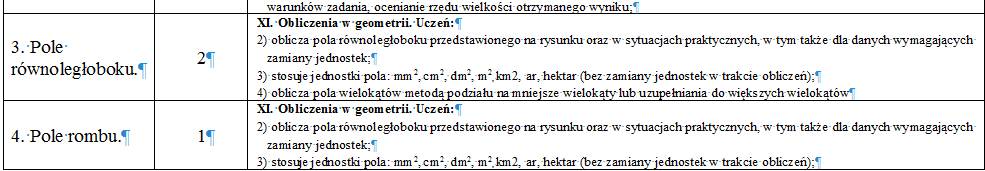 warunków zadania, ocenianie rzędu wielkości otrzymanego wyniku;¶
XI. Obliczenia w geometrii. Uczeń:¶
3. Pole równoległoboku.¶
2¶
2) oblicza pola równoległoboku przedstawionego na rysunku oraz w sytuacjach praktycznych, w tym także dla danych wymagających
zamiany jednostek;¶
3) stosuje jednostki pola: mm², cm², dm², m², km2, ar, hektar (bez zamiany jednostek w trakcie obliczeń);¶
4) oblicza pola wielokątów metodą podziału na mniejsze wielokąty lub uzupełniania do większych wielokątów¶
4. Pole rombu.¶
1¶
XI. Obliczenia w geometrii. Uczeń:¶
2) oblicza pola równoległoboku przedstawionego na rysunku oraz w sytuacjach praktycznych, w tym także dla danych wymagających
zamiany jednostek;¶
3) stosuje jednostki pola: mm², cm², dm², m², km2, ar, hektar (bez zamiany jednostek w trakcie obliczeń);¶